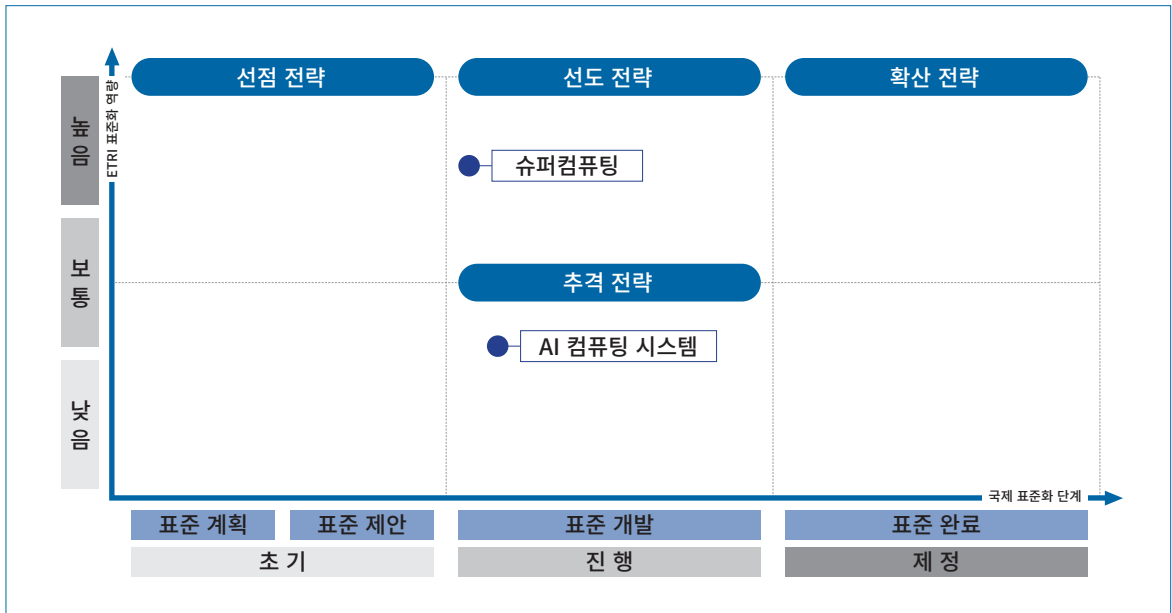 선점 전략
선도 전략
확산 전략
높음
ETRI 표준화 역량
슈퍼컴퓨팅
보통
추격 전략
AI 컴퓨팅 시스템
낮음
국제 표준화 단계
표준 계획
표준 제안
표준 개발
표준 완료
초 기
진 행
제 정